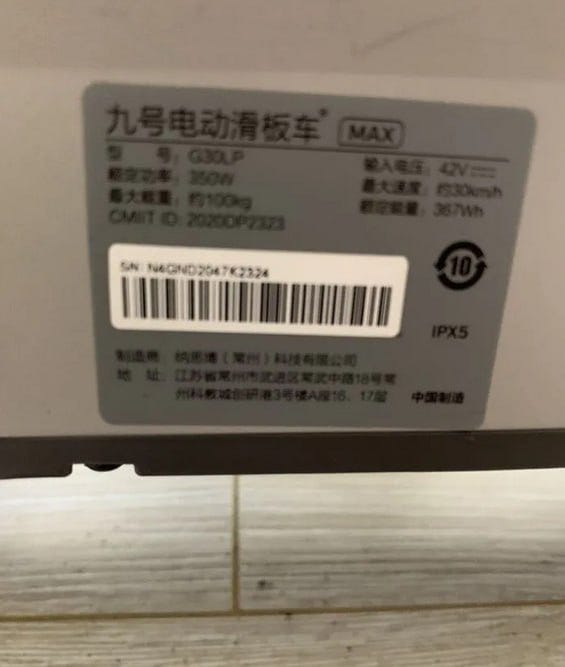 九号电动滑板车® MAX
型 号：G30LP
额定功率：350W
最大载重：约100kg
CMIIT ID: 2020DP2323
输入电压：42V
最大速度：约30km/h
额定能量：367Wh
SN: N4GND2047K2324
10
IPX5
制造商：纳恩博（常州）科技有限公司
地 址：江苏省常州市武进区常武中路18号常
州科教城创研港3号楼A座16、17层
中国制造